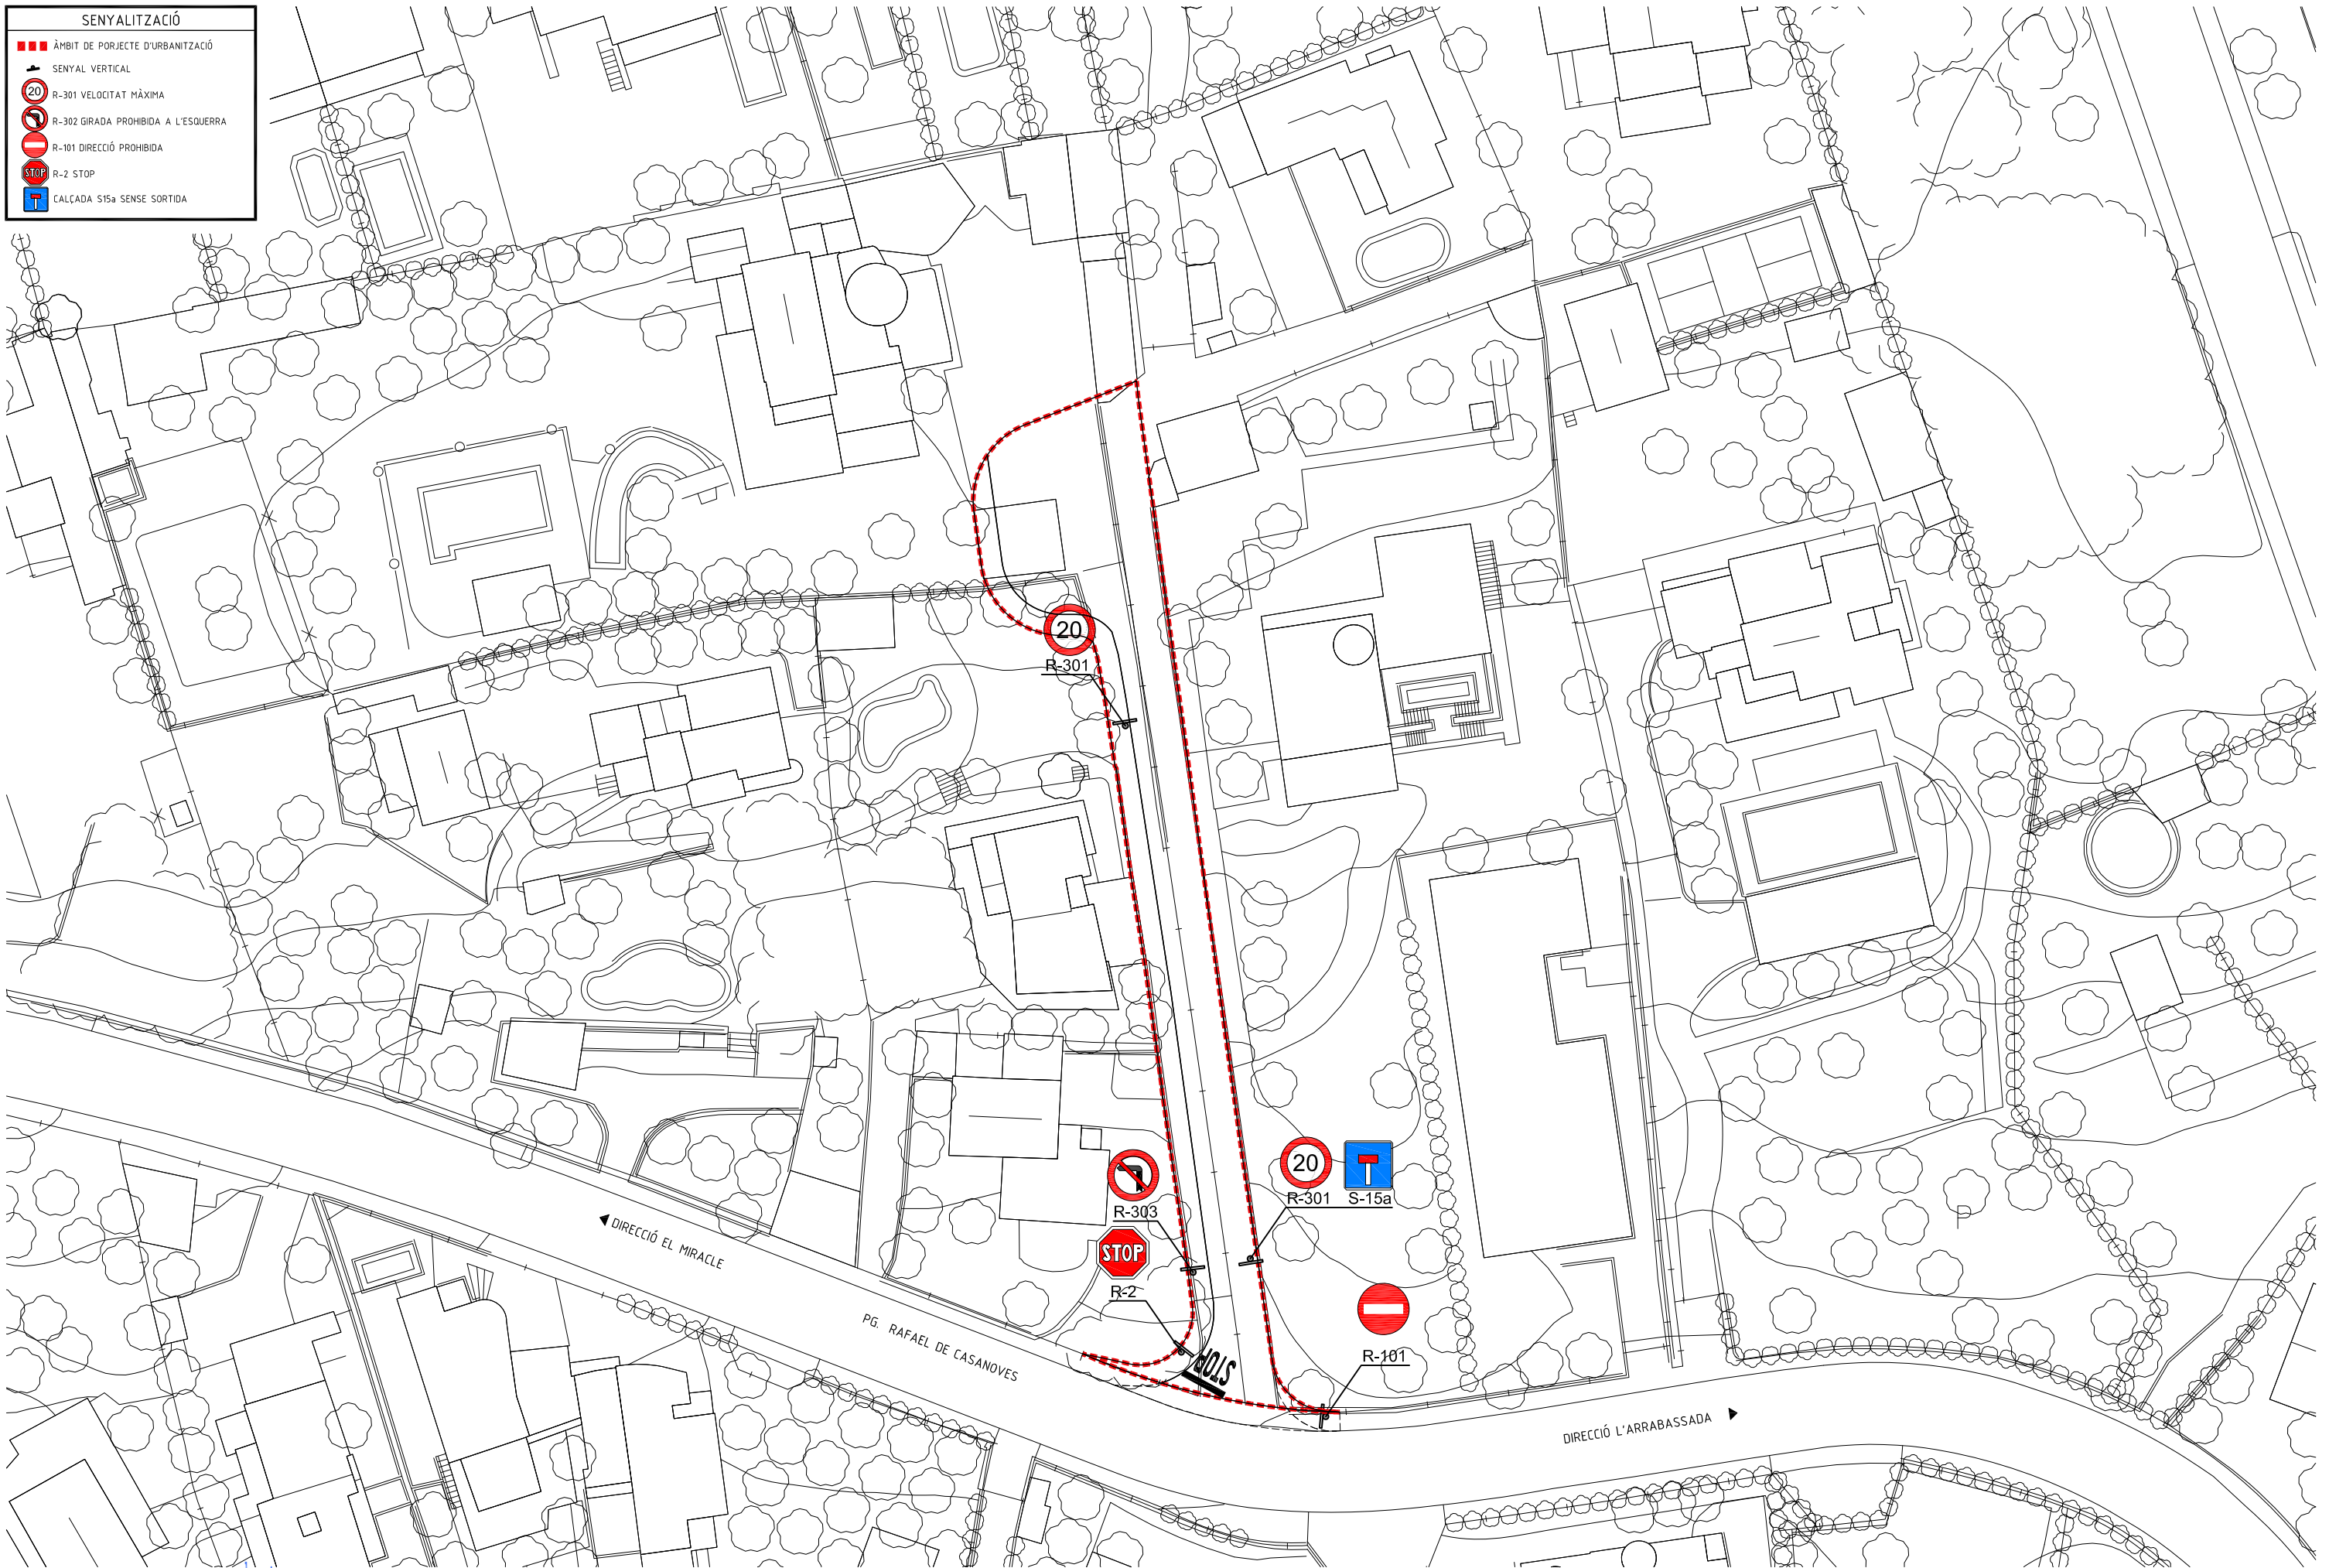 SENYALITZACIÓ
ÀMBIT DE PORJECTE D'URBANITZACIÓ
SENYAL VERTICAL
20 R-301 VELOCITAT MÀXIMA
R-302 GIRADA PROHIBIDA A L'ESQUERRA
R-101 DIRECCIÓ PROHIBIDA
STOP R-2 STOP
CALÇADA S15a SENSE SORTIDA
20
R-301
20
R-301 S-15a
R-303
STOP
R-2
R-101
STOP
DIRECCIÓ EL MIRACLE
PG. RAFAEL DE CASANOVES
DIRECCIÓ L'ARRABASSADA
P